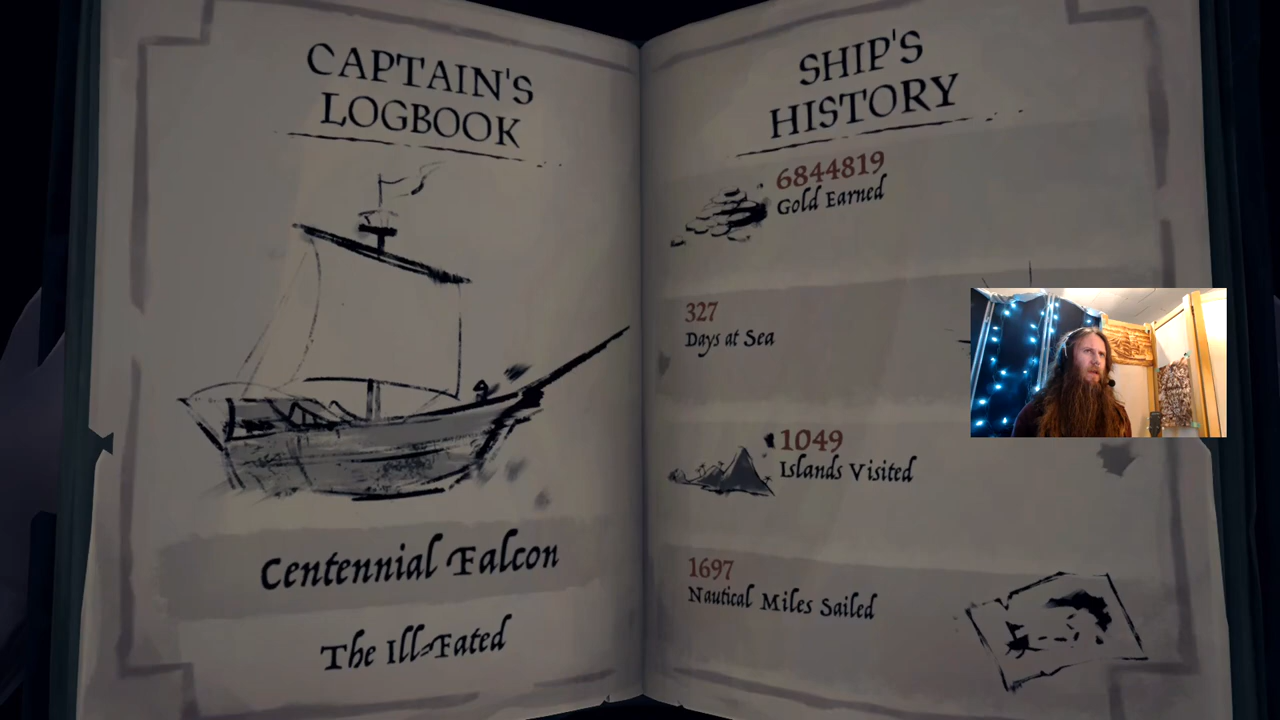 CAPTAIN'S
LOGBOOK
Centennial Falcon
The Ill-Fated
SHIP'S
HISTORY
6844819
Gold Earned
327
Days at Sea
1049
Islands Visited
1697
Nautical Miles Sailed